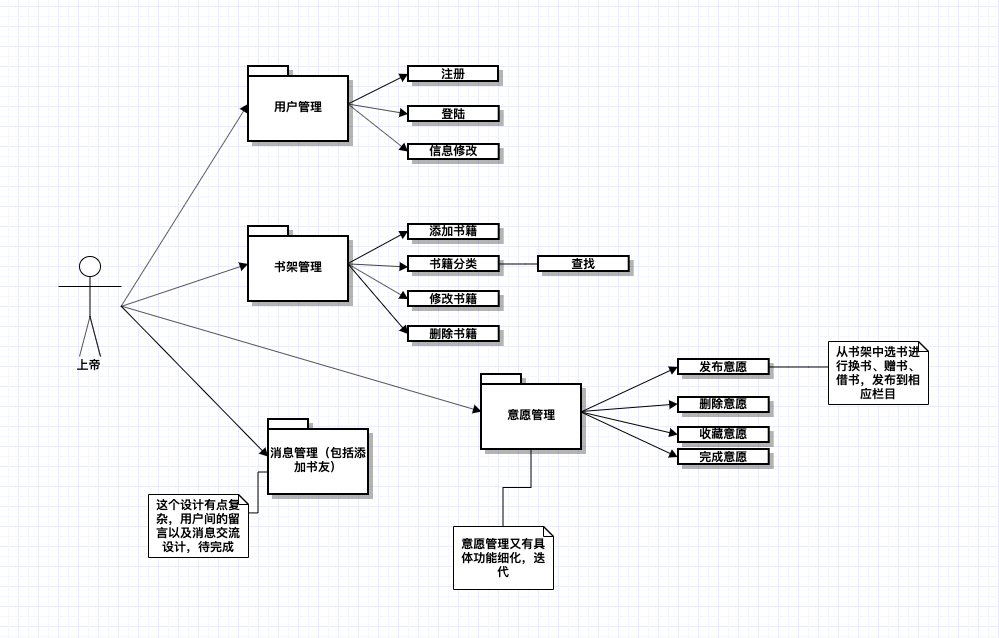 注册
用户管理
登陆
信息修改
添加书籍
书架管理
书籍分类
查找
修改书籍
删除书籍
上帝
从书架中选书进
行换书、赠书、
借书，发布到相
应栏目
发布意愿
删除意愿
意愿管理
收藏意愿
完成意愿
消息管理（包括添
加书友）
这个设计有点复
杂，用户间的留
言以及消息交流
设计，待完成
意愿管理又有具
体功能细化，迭
代